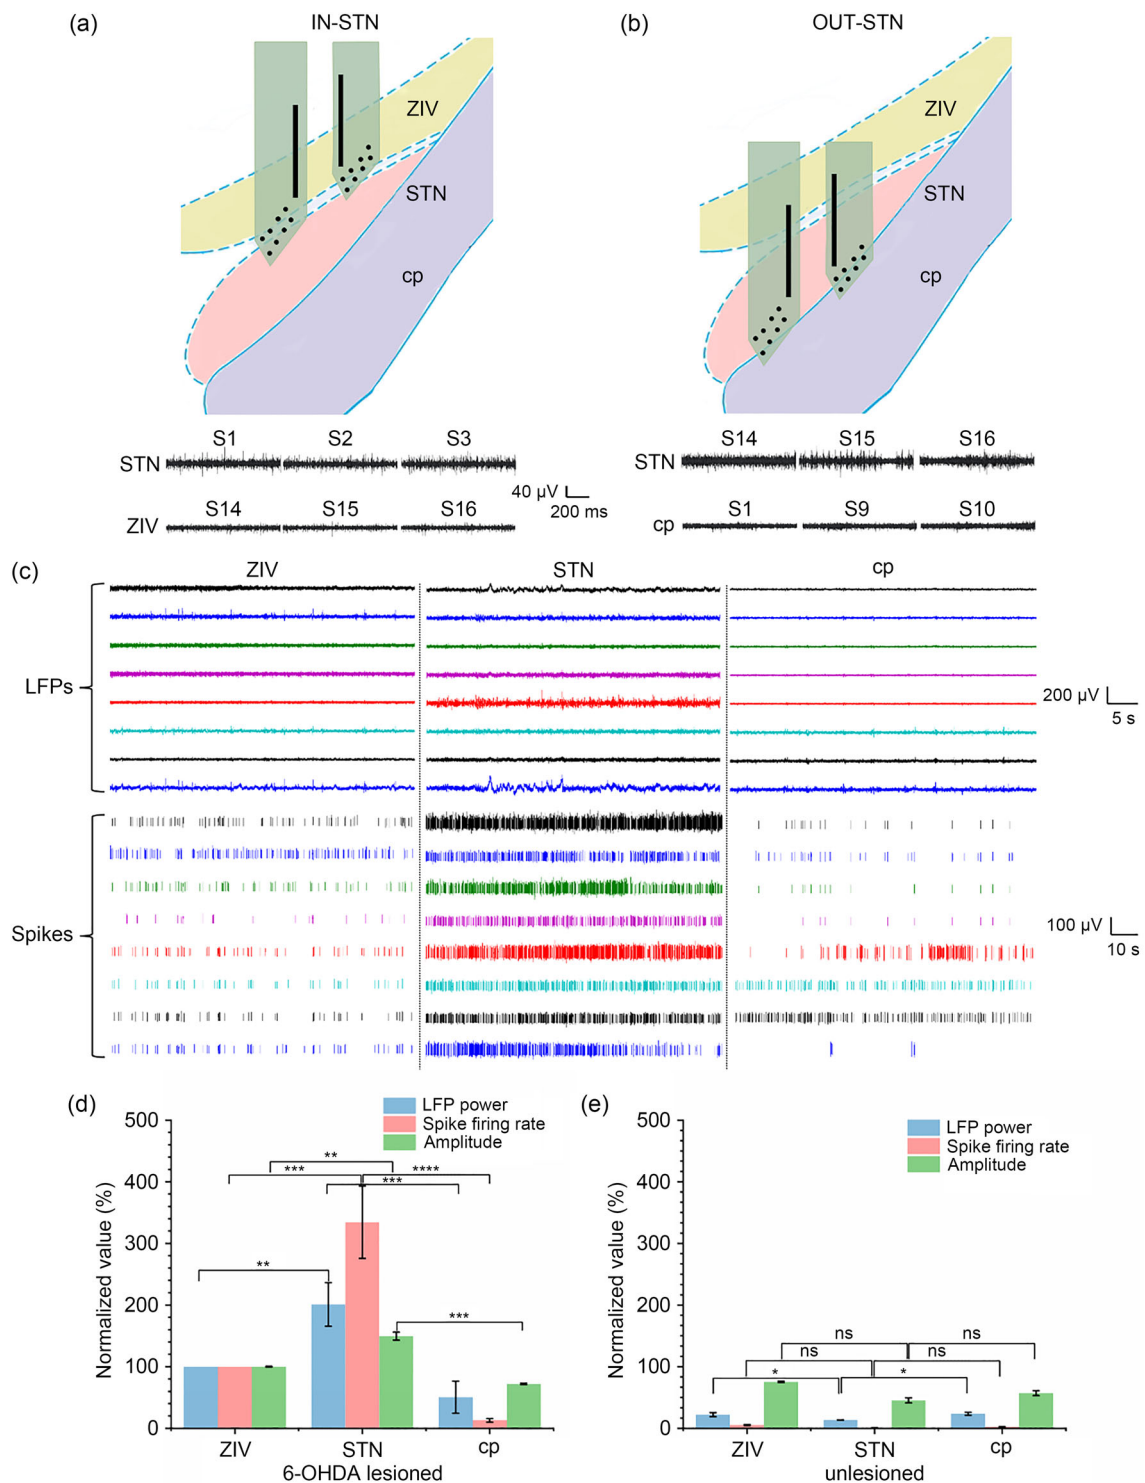 (a) IN-STN
ZIV
STN
cp
(b) OUT-STN
ZIV
STN
cp
S1 S2 S3
STN
S14 S15 S16
ZIV
40 µV
200 ms
S14 S15 S16
STN
S1 S9 S10
cp
(c) ZIV STN cp
LFPs
200 µV
5 s
Spikes
100 µV
10 s
(d)
LFP power
Spike firing rate
Amplitude
Normalized value (%)
500
400
300
200
100
0
**
*** ****
***
**
***
ZIV STN cp
6-OHDA lesioned
(e)
LFP power
Spike firing rate
Amplitude
Normalized value (%)
500
400
300
200
100
0
ns ns
ns ns
* *
ZIV STN cp
unlesioned